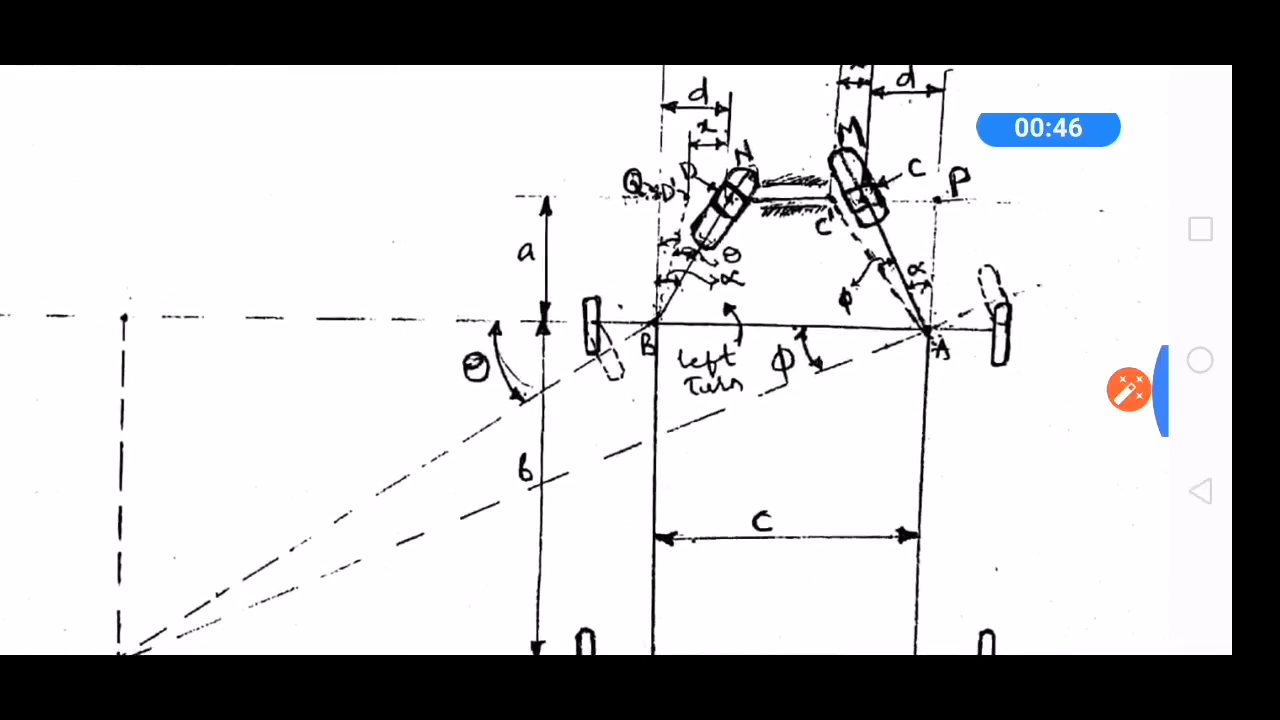 d
x
d
00:46
x
N
M
C
Q
D'
D
P
C'
a
θ
α
α
ϕ
B
A
θ
left
Turn
ϕ
b
C